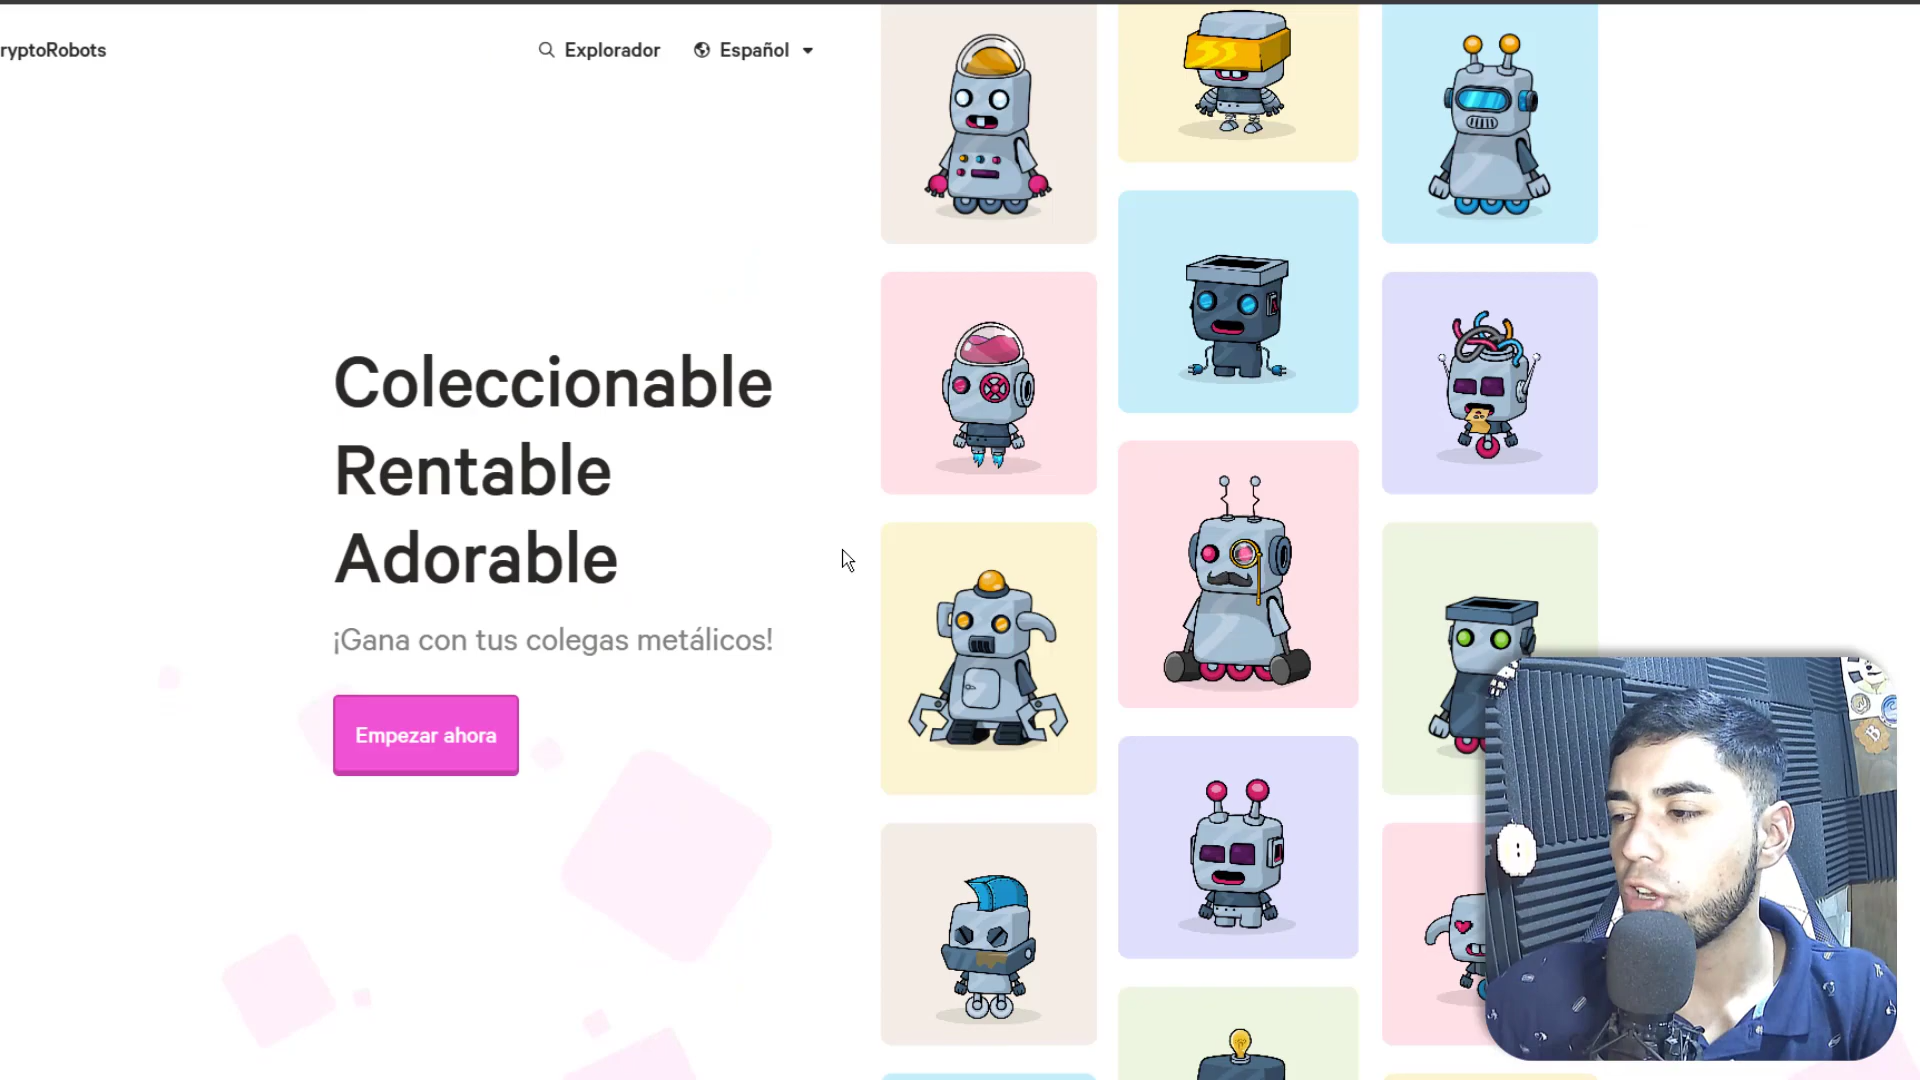 ryptoRobots
Explorador
Español
Coleccionable
Rentable
Adorable
¡Gana con tus colegas metálicos!
Empezar ahora